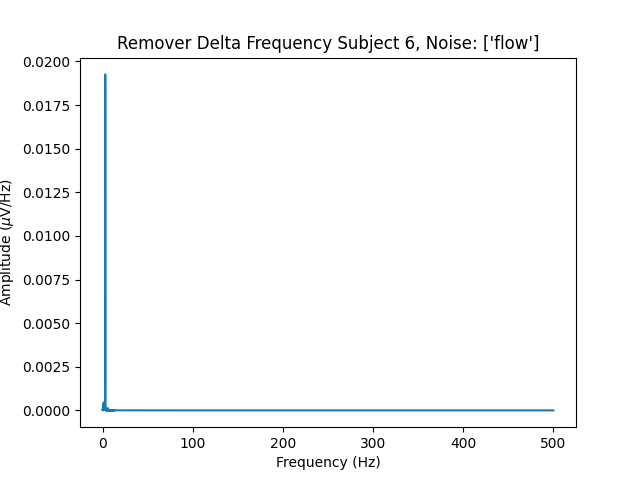 Remover Delta Frequency Subject 6, Noise: ['flow']
0.0200
0.0175
0.0150
0.0125
0.0100
0.0075
0.0050
0.0025
0.0000
Amplitude (μV/Hz)
0 100 200 300 400 500
Frequency (Hz)